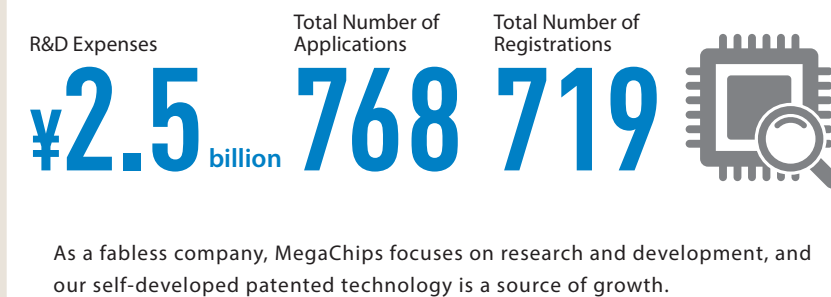 R&D Expenses
¥2.5 billion
Total Number of
Applications
768
Total Number of
Registrations
719
As a fabless company, MegaChips focuses on research and development, and
our self-developed patented technology is a source of growth.